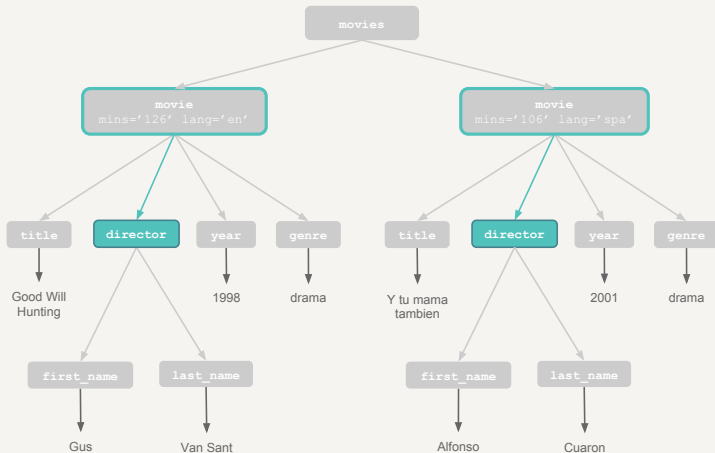 movies
movie
mins=’126’ lang=’en’
movie
mins=’106’ lang=’spa’
title
director
year
genre
title
director
year
genre
Good Will
Hunting
1998
drama
Y tu mama
tambien
2001
drama
first_name
last_name
first_name
last_name
Gus
Van Sant
Alfonso
Cuaron